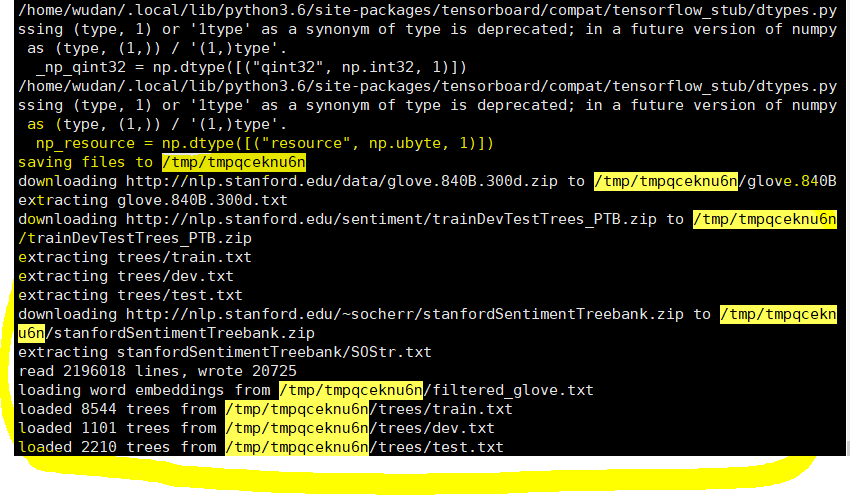 /home/wudan/.local/lib/python3.6/site-packages/tensorboard/compat/tensorflow_stub/dtypes.py
ssing (type, 1) or '1type' as a synonym of type is deprecated; in a future version of numpy
as (type, (1,)) / '(1,)type'.
_np_qint32 = np.dtype([("qint32", np.int32, 1)])
/home/wudan/.local/lib/python3.6/site-packages/tensorboard/compat/tensorflow_stub/dtypes.py
ssing (type, 1) or '1type' as a synonym of type is deprecated; in a future version of numpy
as (type, (1,)) / '(1,)type'.
np_resource = np.dtype([("resource", np.ubyte, 1)])
saving files to /tmp/tmpqceknu6n
downloading http://nlp.stanford.edu/data/glove.840B.300d.zip to /tmp/tmpqceknu6n/glove.840B
extracting glove.840B.300d.txt
downloading http://nlp.stanford.edu/sentiment/trainDevTestTrees_PTB.zip to /tmp/tmpqceknu6n
/trainDevTestTrees_PTB.zip
extracting trees/train.txt
extracting trees/dev.txt
extracting trees/test.txt
downloading http://nlp.stanford.edu/~socherr/stanfordSentimentTreebank.zip to /tmp/tmpqcekn
u6n/stanfordSentimentTreebank.zip
extracting stanfordSentimentTreebank/SOStr.txt
read 2196018 lines, wrote 20725
loading word embeddings from /tmp/tmpqceknu6n/filtered_glove.txt
loaded 8544 trees from /tmp/tmpqceknu6n/trees/train.txt
loaded 1101 trees from /tmp/tmpqceknu6n/trees/dev.txt
loaded 2210 trees from /tmp/tmpqceknu6n/trees/test.txt